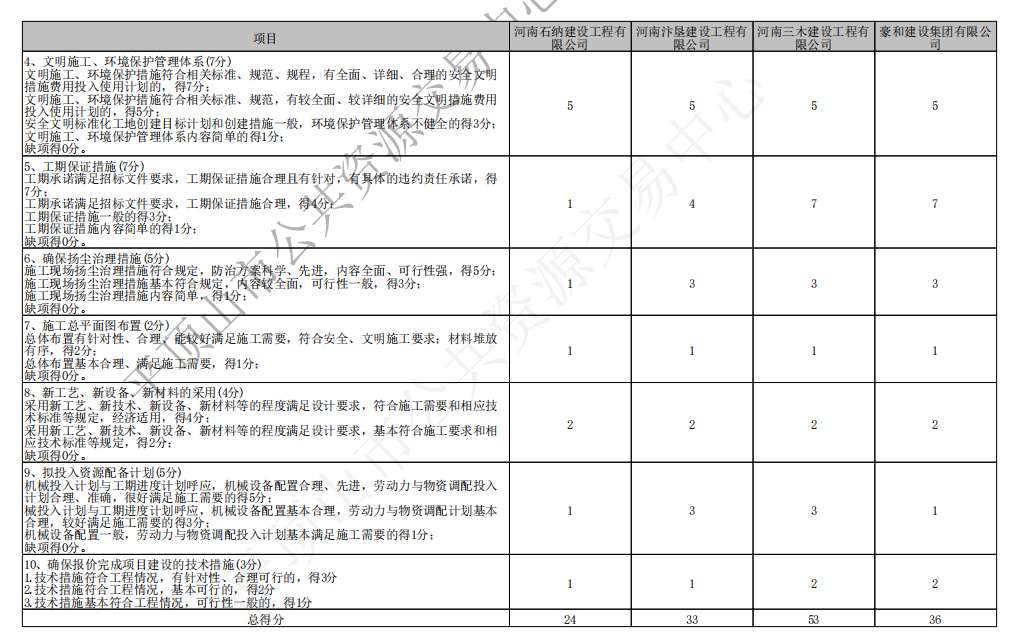 项目
河南石纳建设工程有
限公司
河南汴垦建设工程有
限公司
河南三木建设工程有
限公司
豪和建设集团有限公
司
4、文明施工、环境保护管理体系(7分)
文明施工、环境保护措施符合相关标准、规范、规程，有全面、详细、合理的安全文明
措施费用投入使用计划的，得7分；
文明施工、环境保护措施符合相关标准、规范，有较全面、较详细的安全文明措施费用
投入使用计划的，得5分；
安全文明标准化工地创建目标计划和创建措施一般，环境保护管理体系不健全的得3分；
文明施工、环境保护管理体系内容简单的得1分；
缺项得0分。
5
5
5
5
5、工期保证措施(7分)
工期承诺满足招标文件要求，工期保证措施合理且有针对，有具体的违约责任承诺，得
7分；
工期承诺满足招标文件要求，工期保证措施合理，得4分；
工期保证措施一般的得3分；
工期保证措施内容简单的得1分；
缺项得0分。
1
4
7
7
6、确保扬尘治理措施(5分)
施工现场扬尘治理措施符合规定，防治方案科学、先进，内容全面、可行性强，得5分；
施工现场扬尘治理措施基本符合规定，内容较全面，可行性一般，得3分；
施工现场扬尘治理措施内容简单，得1分；
缺项得0分。
1
3
3
3
7、施工总平面图布置(2分)
总体布置有针对性、合理、能较好满足施工需要，符合安全、文明施工要求；材料堆放
有序，得2分；
总体布置基本合理、满足施工需要，得1分；
缺项得0分。
1
1
1
1
8、新工艺、新设备、新材料的采用(4分)
采用新工艺、新技术、新设备、新材料等的程度满足设计要求，符合施工需要和相应技
术标准等规定，经济适用，得4分；
采用新工艺、新技术、新设备、新材料等的程度满足设计要求，基本符合施工要求和相
应技术标准等规定，得2分；
缺项得0分。
2
2
2
2
9、拟投入资源配备计划(5分)
机械投入计划与工期进度计划呼应，机械设备配置合理、先进，劳动力与物资调配投入
计划合理、准确，很好满足施工需要的得5分；
械投入计划与工期进度计划呼应，机械设备配置基本合理，劳动力与物资调配计划基本
合理，较好满足施工需要的得3分；
机械设备配置一般，劳动力与物资调配投入计划基本满足施工需要的得1分；
缺项得0分。
1
3
3
1
10、确保报价完成项目建设的技术措施(3分)
1.技术措施符合工程情况，有针对性、合理可行的，得3分
2.技术措施符合工程情况，基本可行的，得2分
3.技术措施基本符合工程情况，可行性一般的，得1分
1
1
2
2
总得分
24
33
53
36
平顶山市公共资源交易中心
平顶山市公共资源交易中心